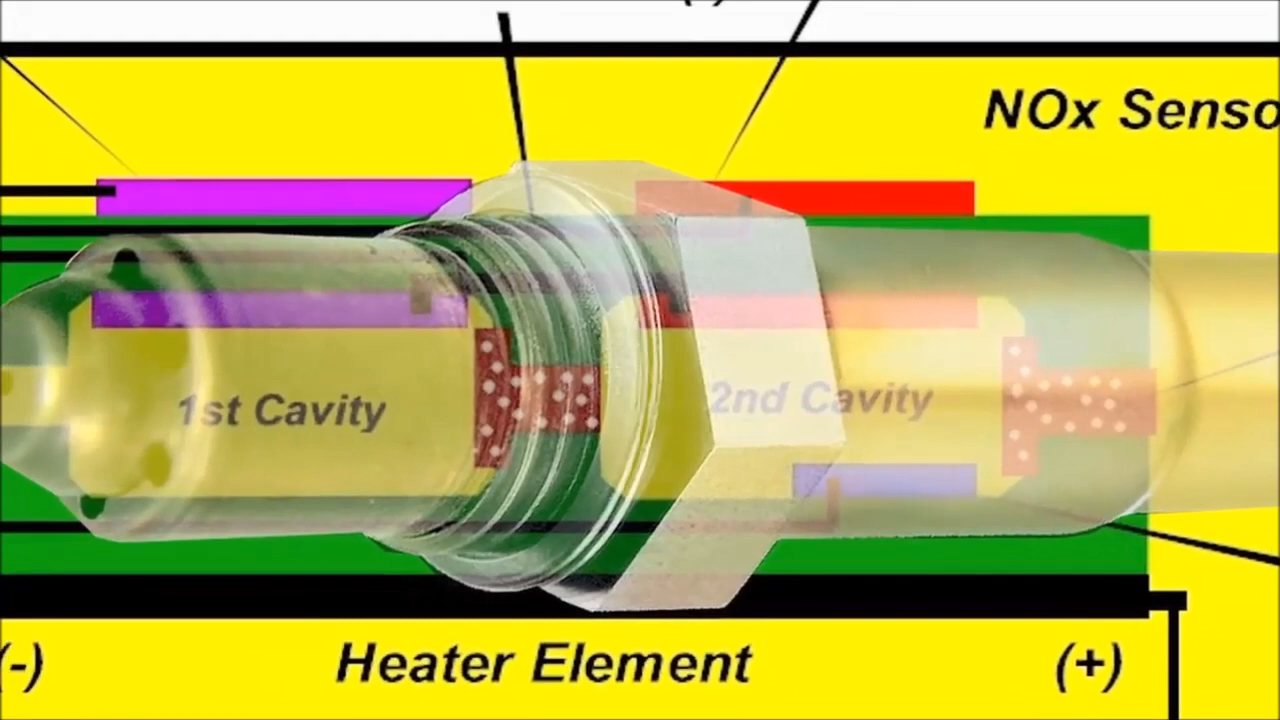 NOx Senso
1st Cavity
2nd Cavity
(-)
Heater Element
(+)